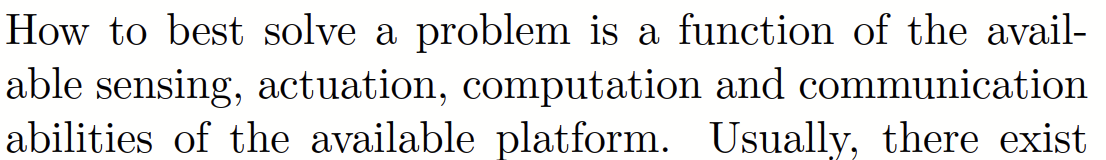 How to best solve a problem is a function of the avail-
able sensing, actuation, computation and communication
abilities of the available platform. Usually, there exist